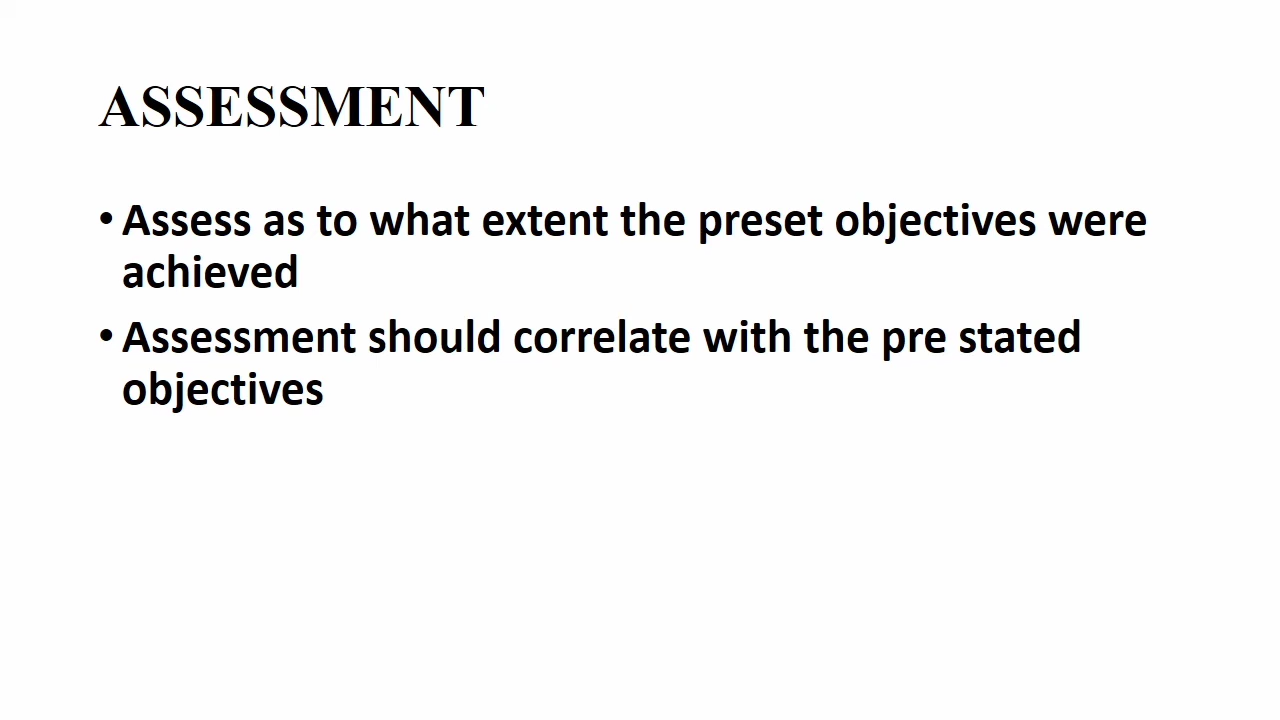 ASSESSMENT
• Assess as to what extent the preset objectives were
achieved
• Assessment should correlate with the pre stated
objectives